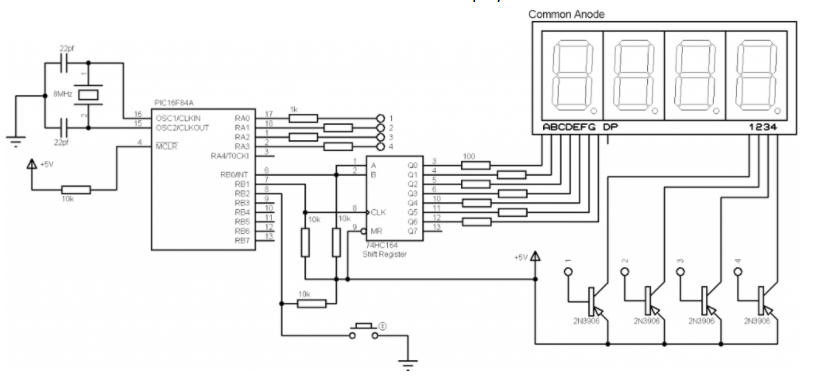 Common Anode
22pf
1
8MHz
2
22pf
+5V
10k
PIC16F84A
16 OSC1/CLKIN
15 OSC2/CLKOUT
4 MCLR
RA0 17
RA1 18
RA2 1
RA3 2
RA4/T0CKI 3
RB0/INT 6
RB1 7
RB2 8
RB3 9
RB4 10
RB5 11
RB6 12
RB7 13
1k
1
2
3
4
10k
10k
10k
1 A
2 B
8 CLK
9 MR
Q0 3
Q1 4
Q2 5
Q3 6
Q4 10
Q5 11
Q6 12
Q7 13
74HC164
Shift Register
100
ABCDEFG DP
1234
+5V
1
2
3
4
2N3906
2N3906
2N3906
2N3906